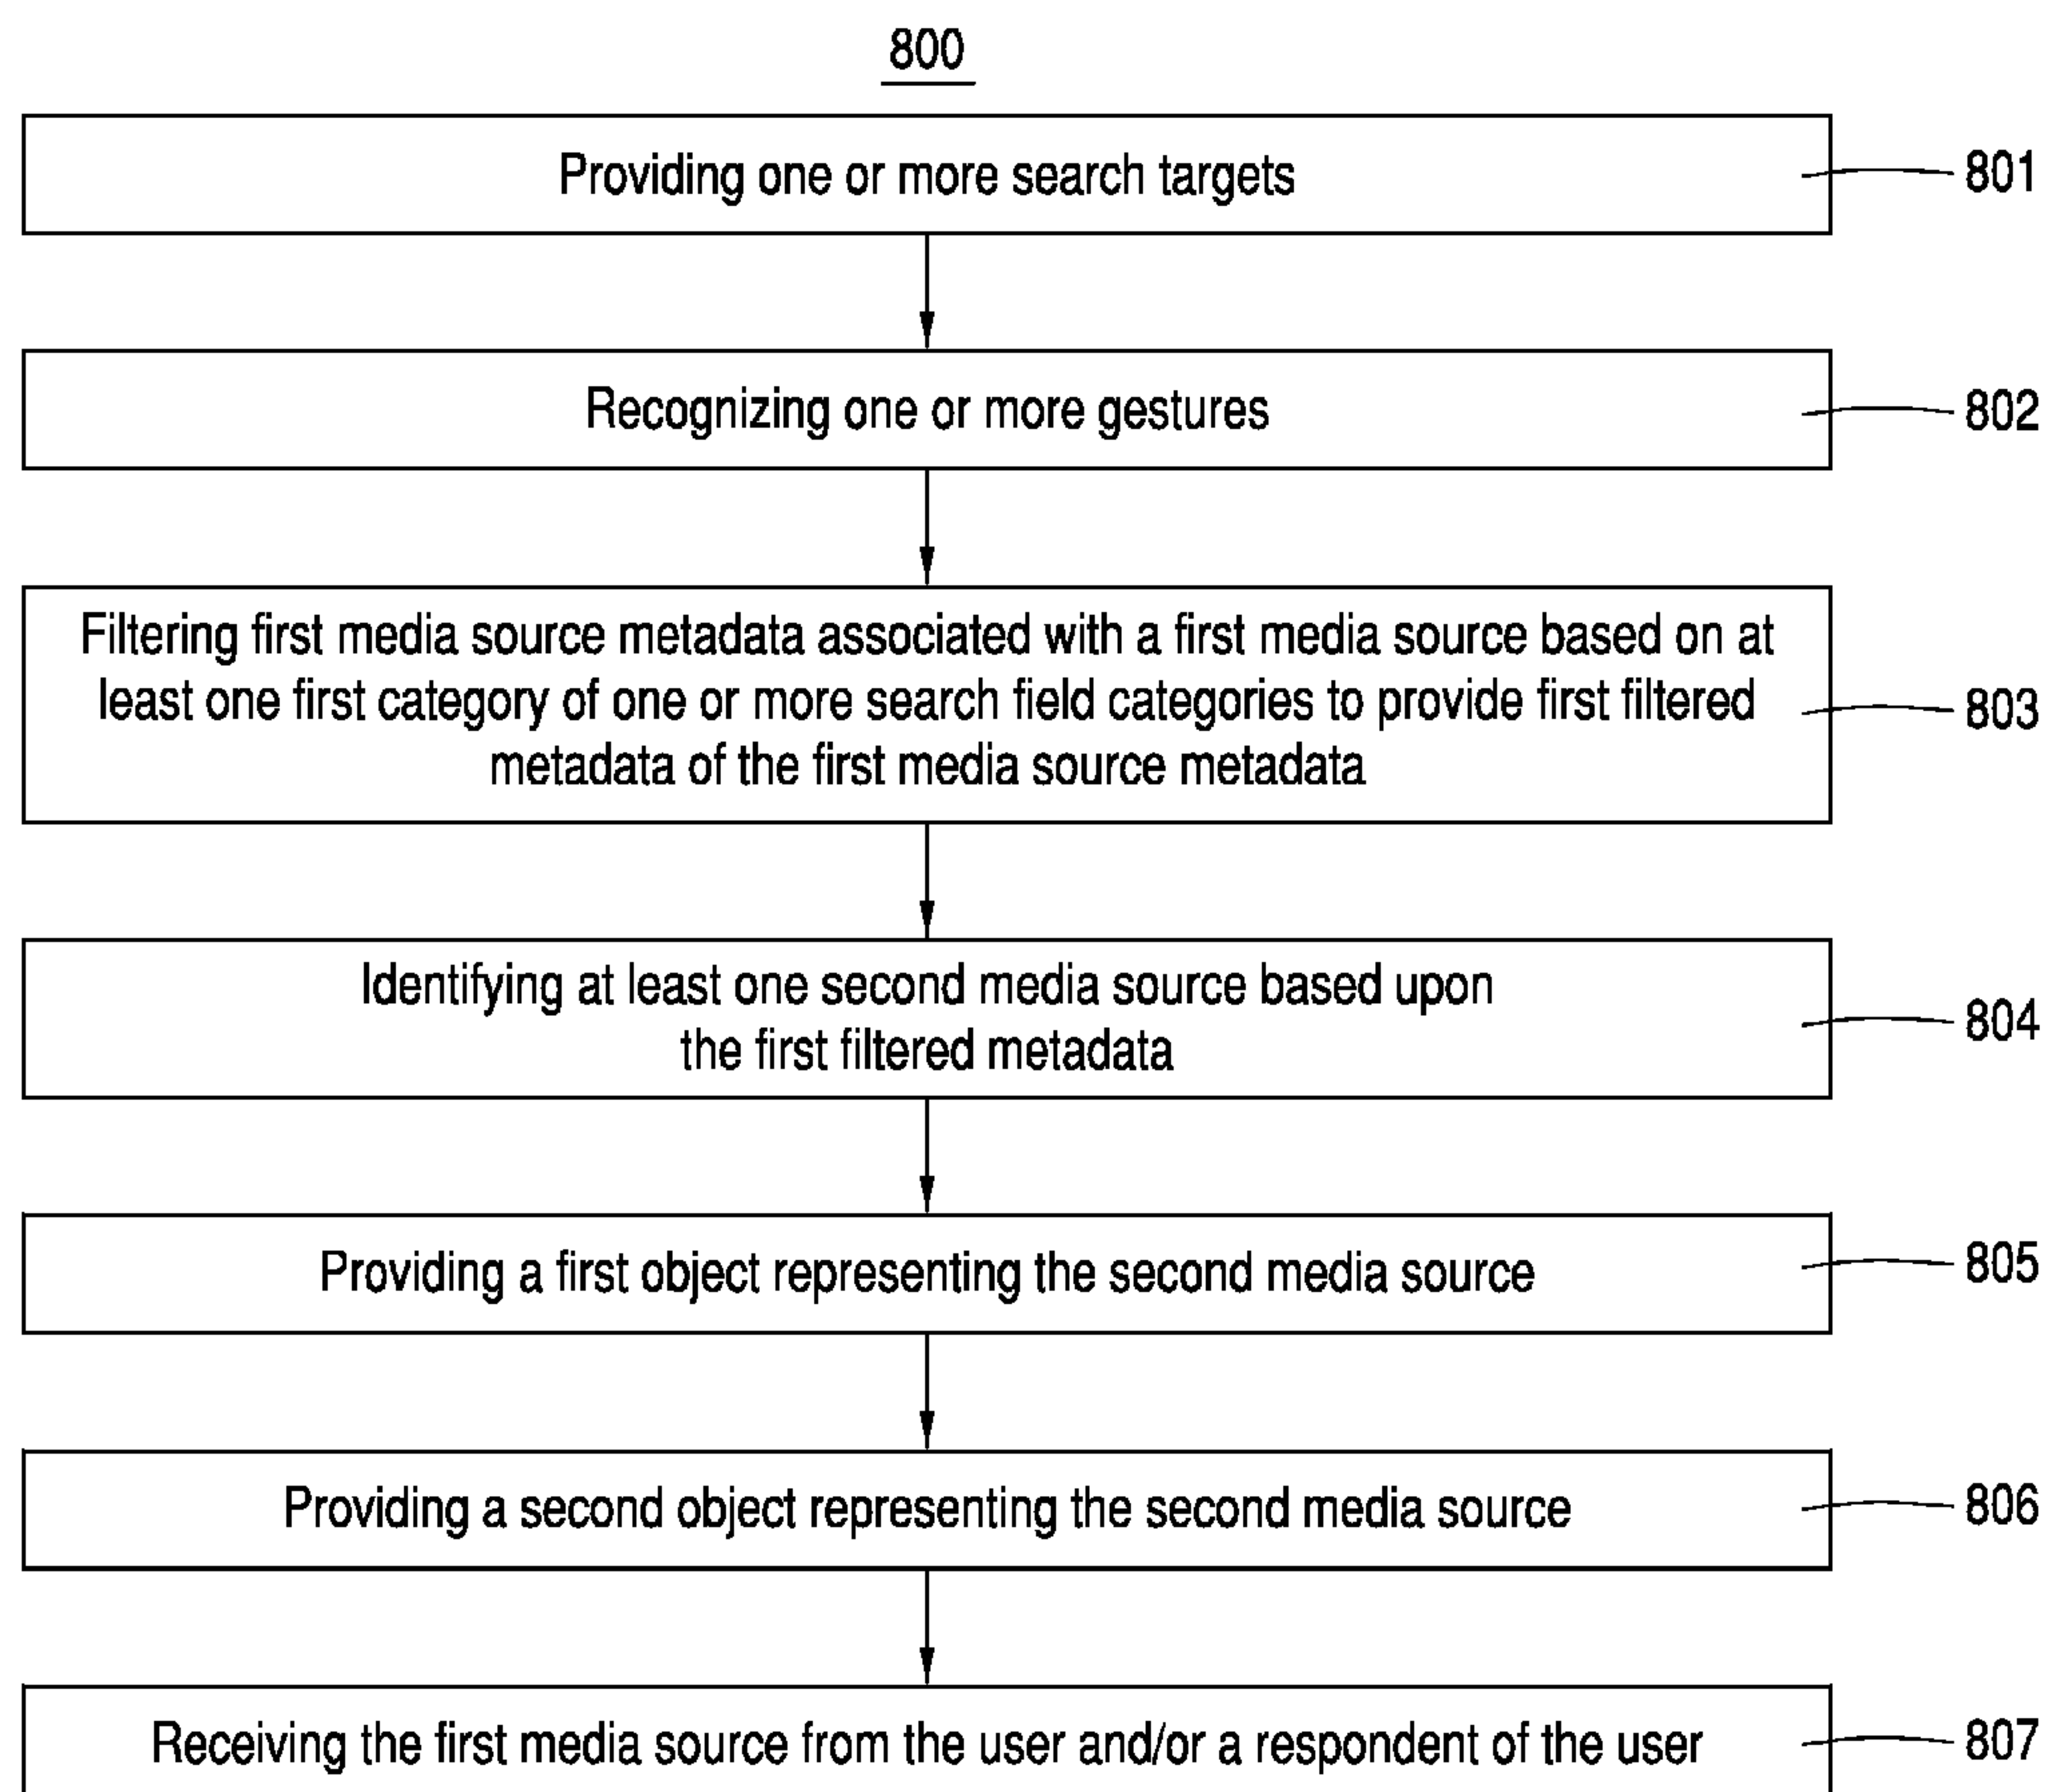 800
Providing one or more search targets
801
Recognizing one or more gestures
802
Filtering first media source metadata associated with a first media source based on at
least one first category of one or more search field categories to provide first filtered
metadata of the first media source metadata
803
Identifying at least one second media source based upon
the first filtered metadata
804
Providing a first object representing the second media source
805
Providing a second object representing the second media source
806
Receiving the first media source from the user and/or a respondent of the user
807